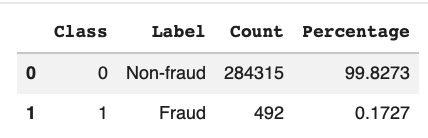 Class Label Count Percentage
0 0 Non-fraud 284315 99.8273
1 1 Fraud 492 0.1727